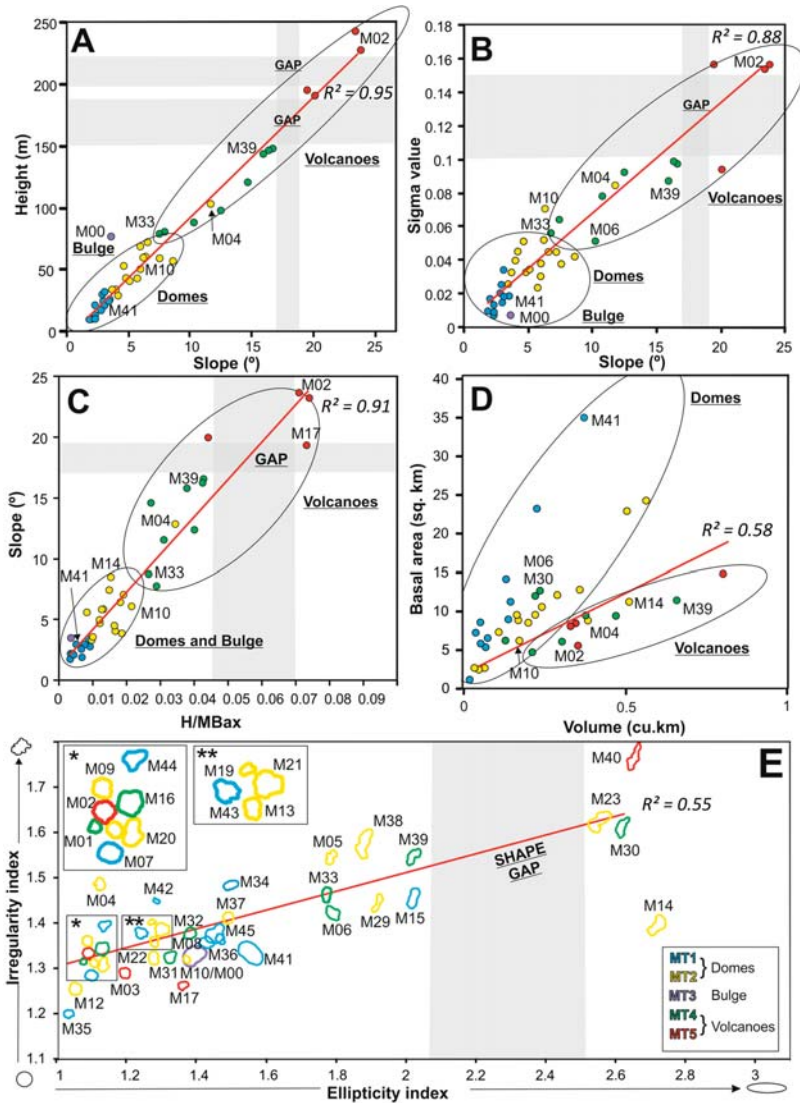 A
Height (m)
300
250
200
150
100
50
0
M02
GAP
R² = 0.95
GAP
M39
Volcanoes
M00
M33
M04
Bulge
M10
Domes
M41
0 5 10 15 20 25
Slope (º)
B
Sigma value
0.18
0.16
0.14
0.12
0.1
0.08
0.06
0.04
0.02
0
R² = 0.88
M02
GAP
M04
M10
M39
M33
M06
Volcanoes
Domes
M41
M00
Bulge
0 5 10 15 20 25
Slope (º)
C
Slope (º)
25
20
15
10
5
0
M02
R² = 0.91
M17
GAP
M39
Volcanoes
M04
M14
M41
M33
M10
Domes and Bulge
0 0.01 0.02 0.03 0.04 0.05 0.06 0.07 0.08 0.09
H/MBax
D
Basal area (sq. km)
40
35
30
25
20
15
10
5
0
Domes
M41
R² = 0.58
M06
M30
M14
M39
M04
M02
M10
Volcanoes
0 0.5 1
Volume (cu.km)
E
Irregularity index
1.7
1.6
1.5
1.4
1.3
1.2
1.1
*
M09
M44
M02
M16
M01
M20
M07
**
M19
M21
M43
M13
M40
M23
R² = 0.55
M30
M05
M38
M39
SHAPE
GAP
M04
M42
M34
M33
M37
M32
M45
M06
M29
M15
M14
*
**
M08
M22
M36
M41
M31
M10/M00
M12
M03
M17
M35
MT1
MT2
Domes
MT3
Bulge
MT4
MT5
Volcanoes
1 1.2 1.4 1.6 1.8 2 2.2 2.4 2.6 2.8 3
Ellipticity index